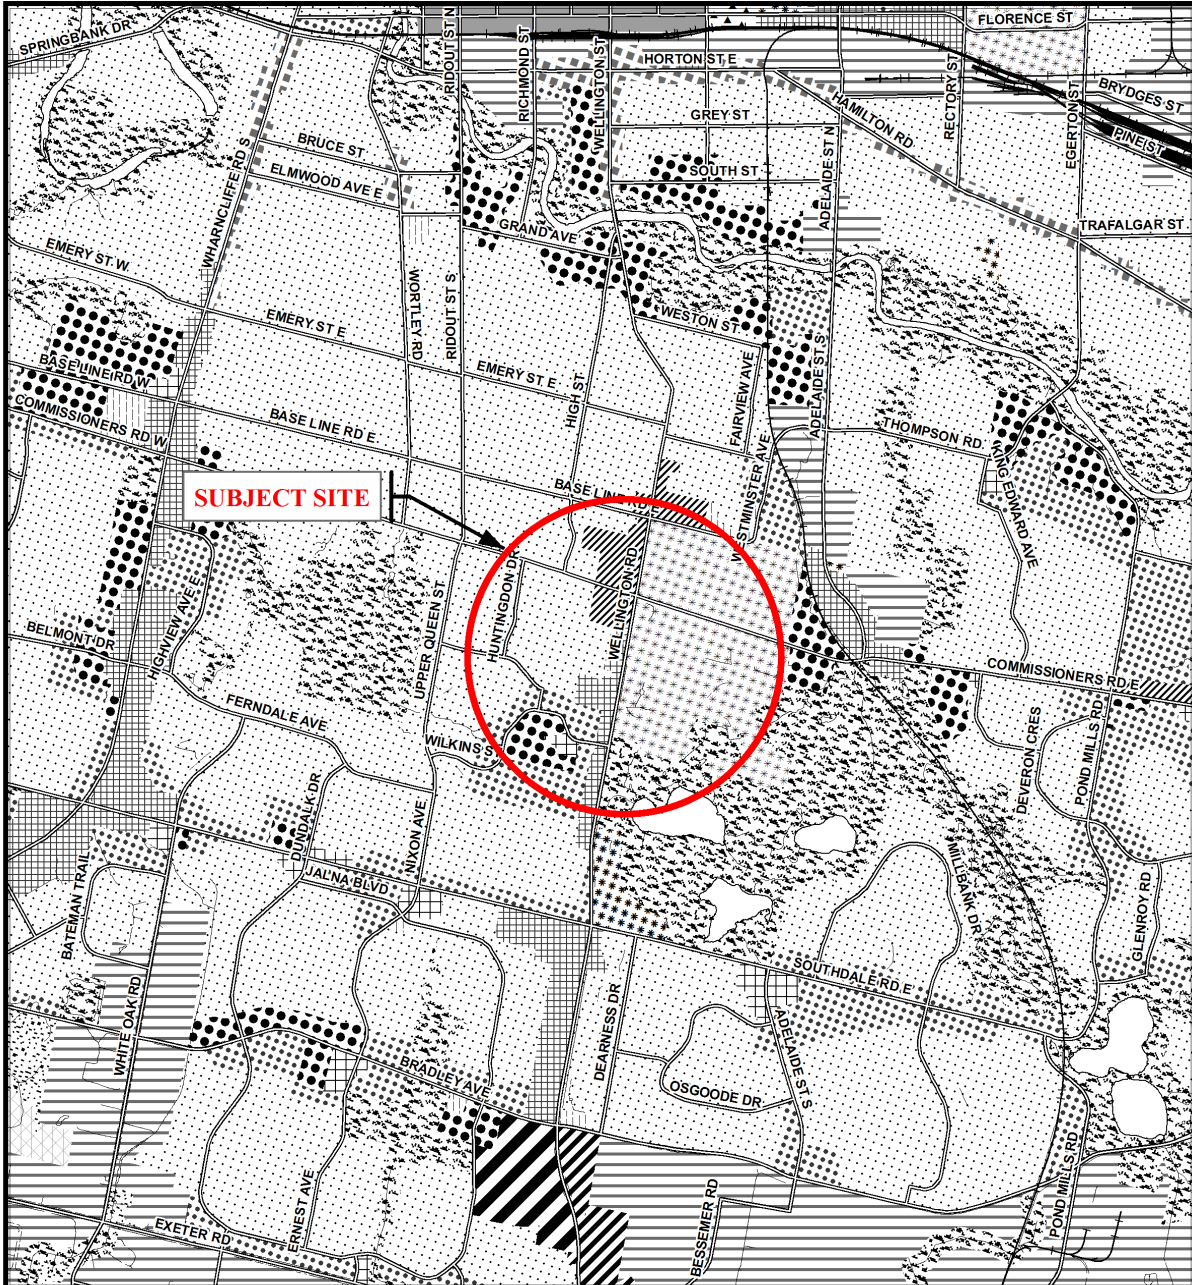 FLORENCE ST
SPRINGBANK DR
RIDOUT ST N
RICHMOND ST
WELLINGTON ST
HORTON ST E
RECTORY ST
BRYDGES ST
EGERTON ST
HAMILTON RD
GREY ST
PINE ST
BRUCE ST
WHARNCLIFFE RD S
ADELAIDE ST N
SOUTH ST
ELMWOOD AVE E
TRAFALGAR ST
GRAND AVE
EMERY ST W
WORTLEY RD
RIDOUT ST S
WESTON ST
EMERY ST E
ADELAIDE ST S
FAIRVIEW AVE
BASE LINE RD W
EMERY ST E
HIGH ST
COMMISSIONERS RD W
BASE LINE RD E
THOMPSON RD
KING EDWARD AVE
WESTMINSTER AVE
BASE LINE RD E
SUBJECT SITE
HUNTINGDON DR
WELLINGTON RD
UPPER QUEEN ST
HIGHVIEW AVE E
BELMONT DR
COMMISSIONERS RD E
FERNDALE AVE
WILKINS S
DEVERON CRES
POND MILLS RD
DUNDALK DR
NIXON AVE
MILLBANK DR
BATEMAN TRAIL
JALNA BLVD
GLENROY RD
SOUTHDALE RD E
WHITE OAK RD
DEARNESS DR
ADELAIDE ST S
BRADLEY AVE
OSGOODE DR
POND MILLS RD
ERNEST AVE
BESSEMER RD
EXETER RD